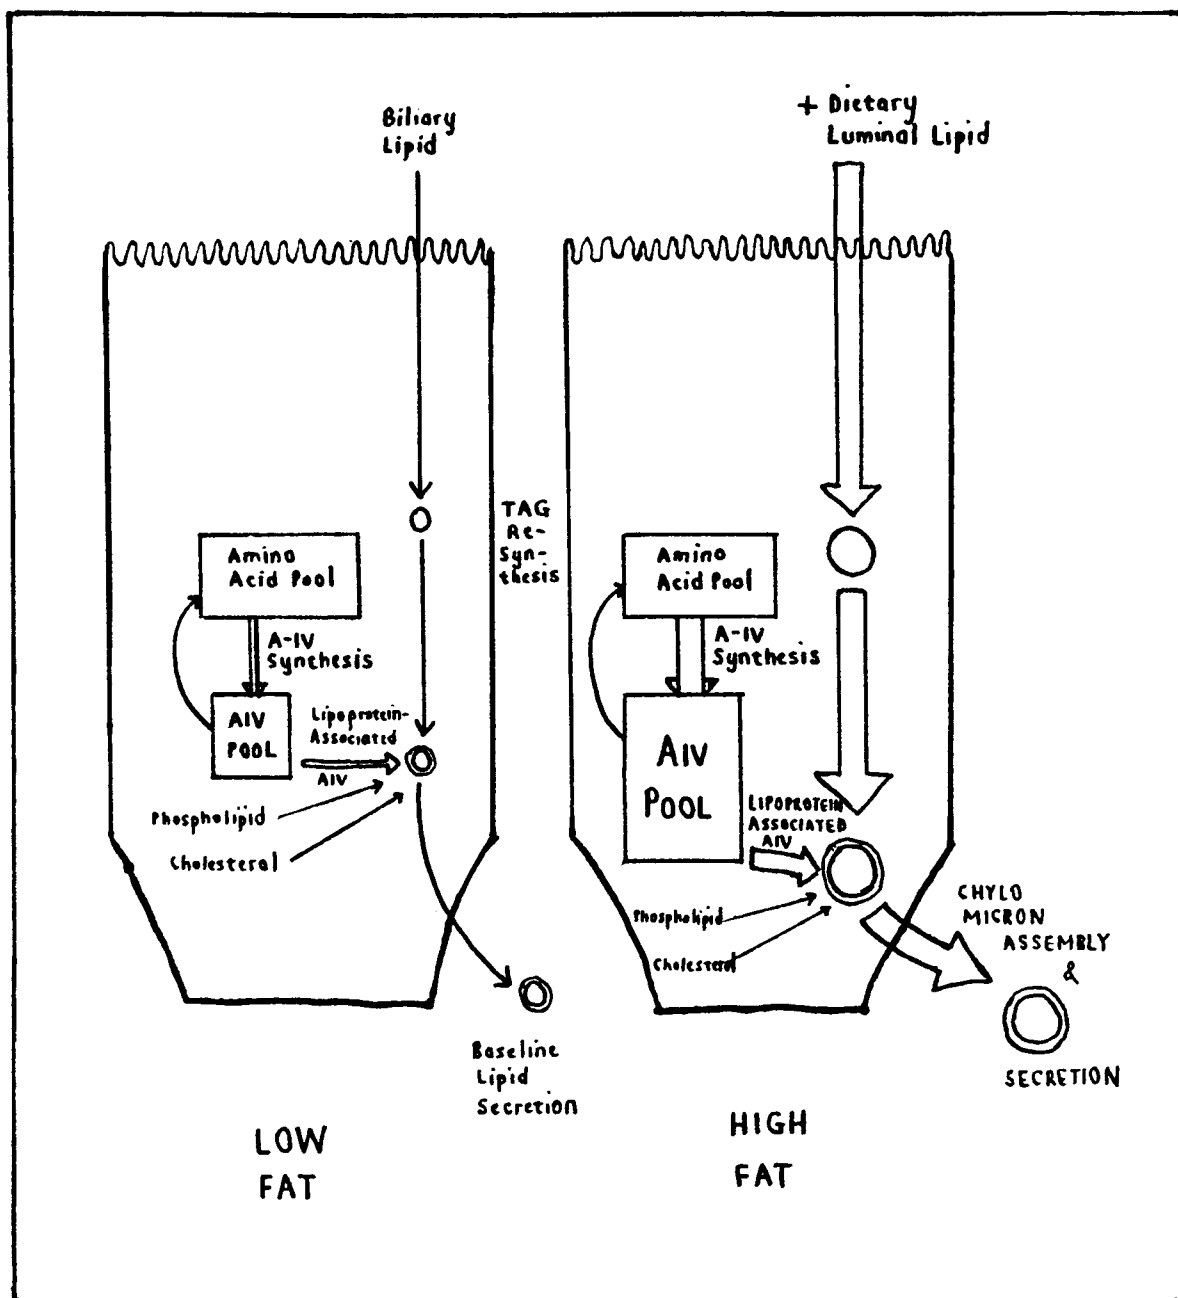 Biliary
Lipid
+ Dietary
Luminal Lipid
Amino
Acid Pool
A-IV
Synthesis
AIV
POOL
Lipoprotein-
Associated
AIV
Phospholipid
Cholesteral
Baseline
Lipid
Secretion
LOW
FAT
TAG
Re-
Syn-
thesis
Amino
Acid Pool
A-IV
Synthesis
AIV
POOL
LIPOPROTEIN
ASSOCIATED
AIV
Phospholipid
Cholesterol
CHYLO
MICRON
ASSEMBLY
&
SECRETION
HIGH
FAT